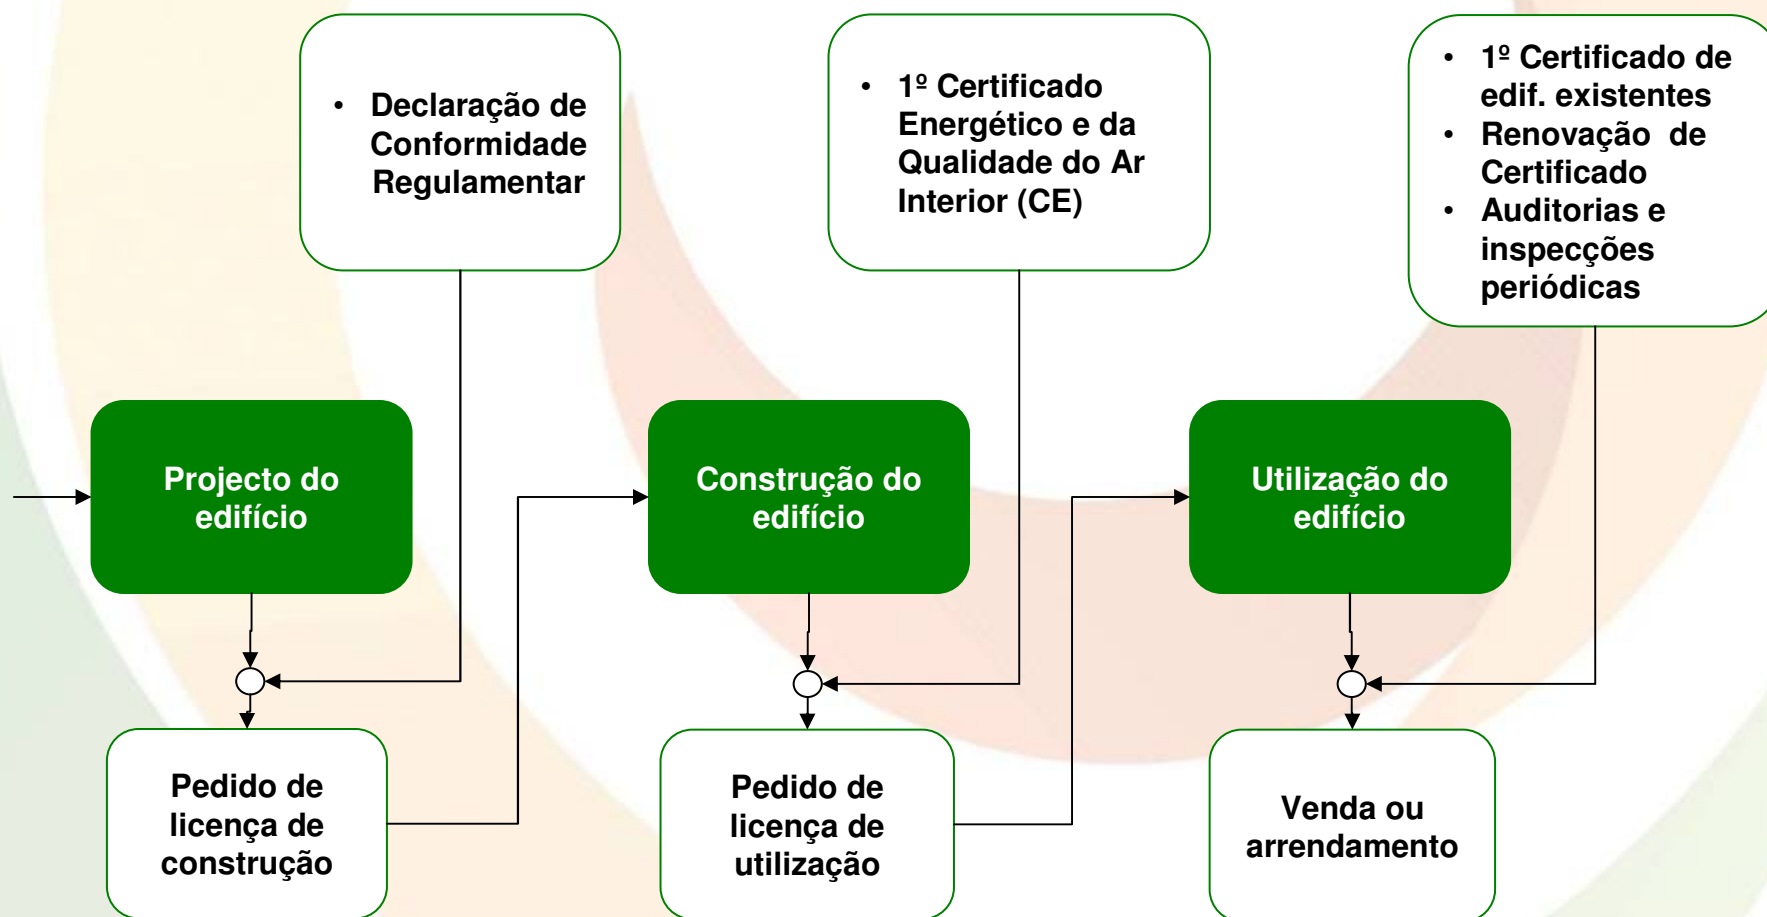 • Declaração de
Conformidade
Regulamentar
• 1º Certificado
Energético e da
Qualidade do Ar
Interior (CE)
• 1º Certificado de
edif. existentes
• Renovação de
Certificado
• Auditorias e
inspecções
periódicas
Projecto do
edifício
Construção do
edifício
Utilização do
edifício
Pedido de
licença de
construção
Pedido de
licença de
utilização
Venda ou
arrendamento